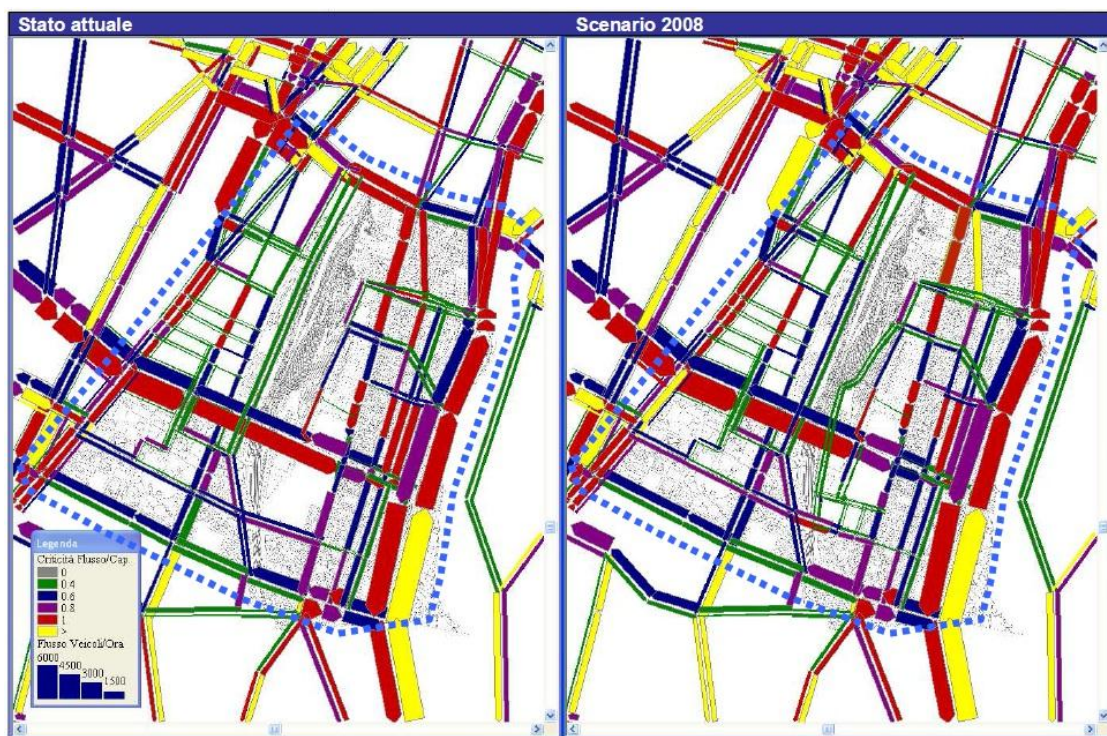 Stato attuale
Scenario 2008
Legenda
Criticità Flusso/Cap.
0
0.4
0.6
0.8
1
>
Flusso Veicoli/Ora
6000
4500
3000
1500